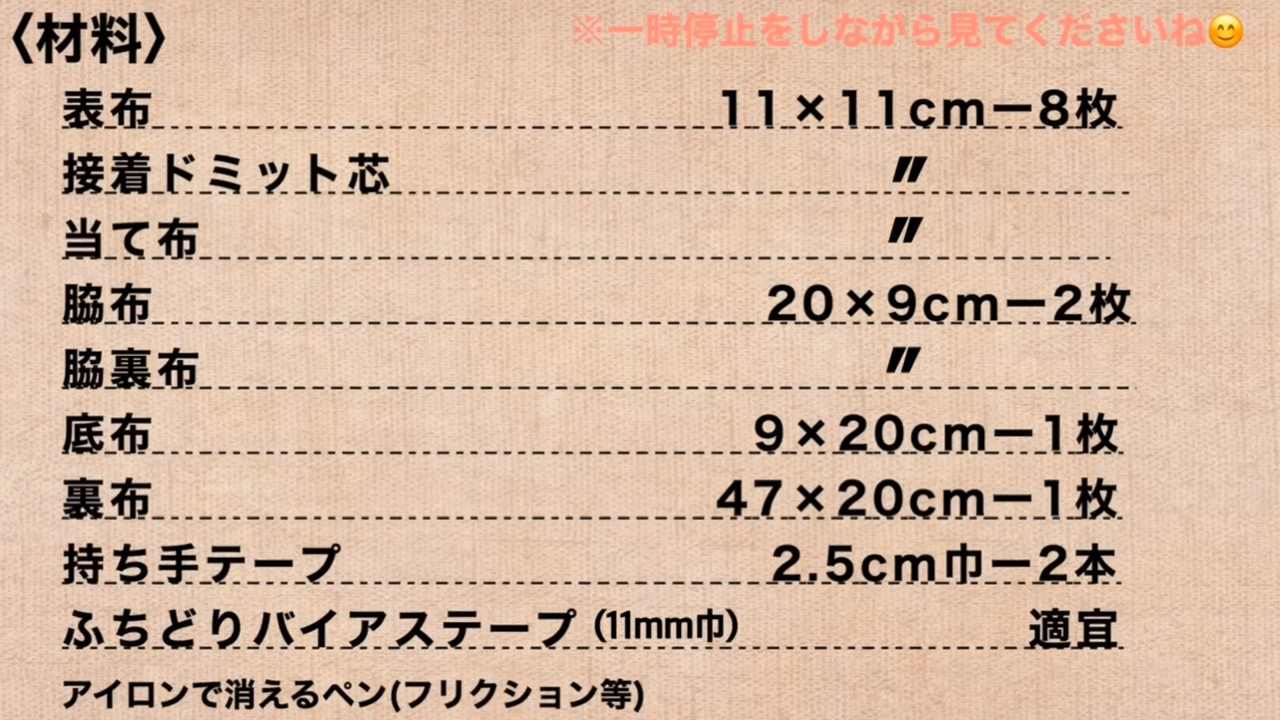 〈材料〉
※一時停止をしながら見てくださいね😊
表布 11×11cmー8枚
接着ドミット芯 〃
当て布 〃
脇布 20×9cmー2枚
脇裏布 〃
底布 9×20cmー1枚
裏布 47×20cmー1枚
持ち手テープ 2.5cm巾ー2本
ふちどりバイアステープ（11mm巾） 適宜
アイロンで消えるペン(フリクション等)